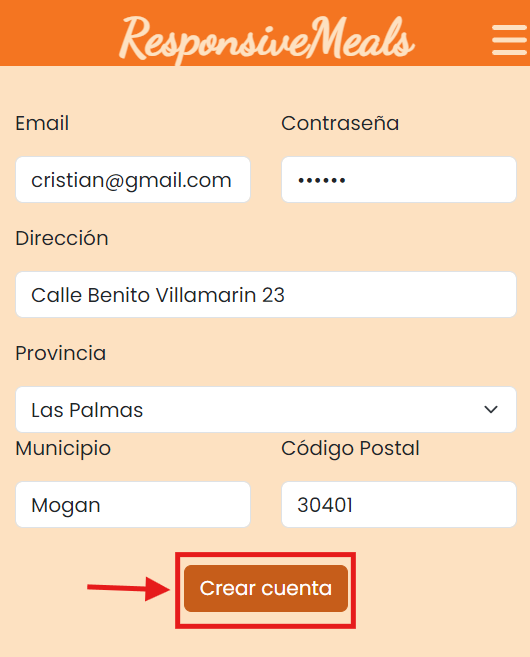 ResponsiveMeals
Email
Contraseña
cristian@gmail.com
••••••
Dirección
Calle Benito Villamarin 23
Provincia
Las Palmas
Municipio
Código Postal
Mogan
30401
Crear cuenta